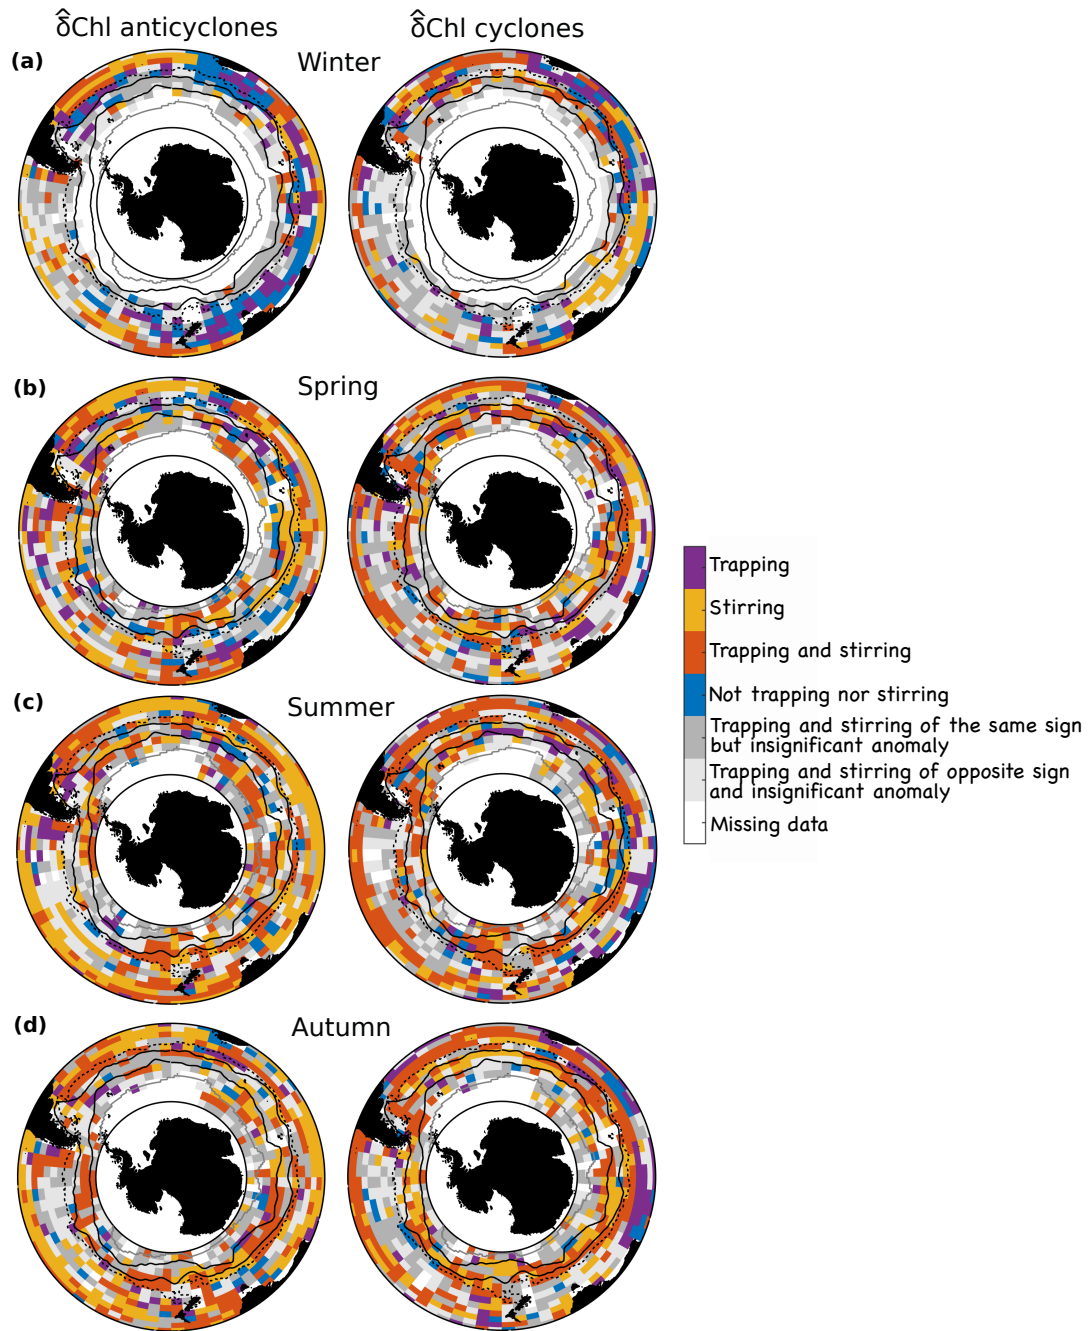 δ̂Chl anticyclones
δ̂Chl cyclones
(a)
Winter
(b)
Spring
(c)
Summer
(d)
Autumn
Trapping
Stirring
Trapping and stirring
Not trapping nor stirring
Trapping and stirring of the same sign
but insignificant anomaly
Trapping and stirring of opposite sign
and insignificant anomaly
Missing data